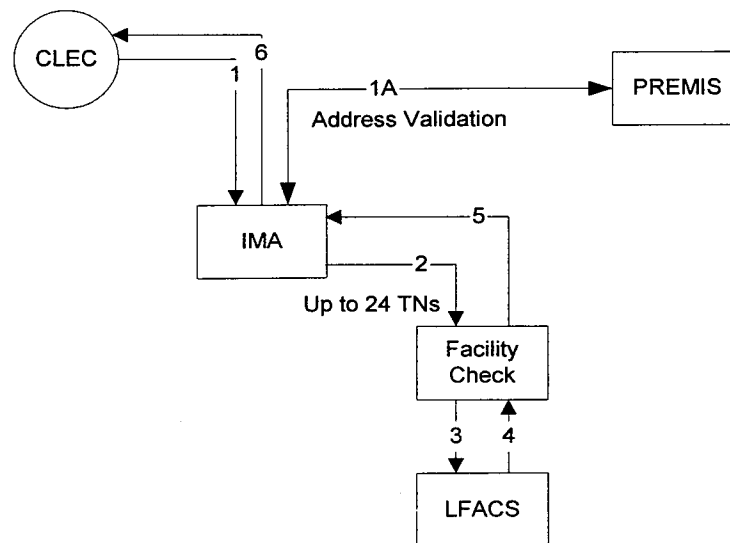 CLEC
6
1
1A
Address Validation
PREMIS
IMA
5
2
Up to 24 TNs
Facility
Check
3
4
LFACS